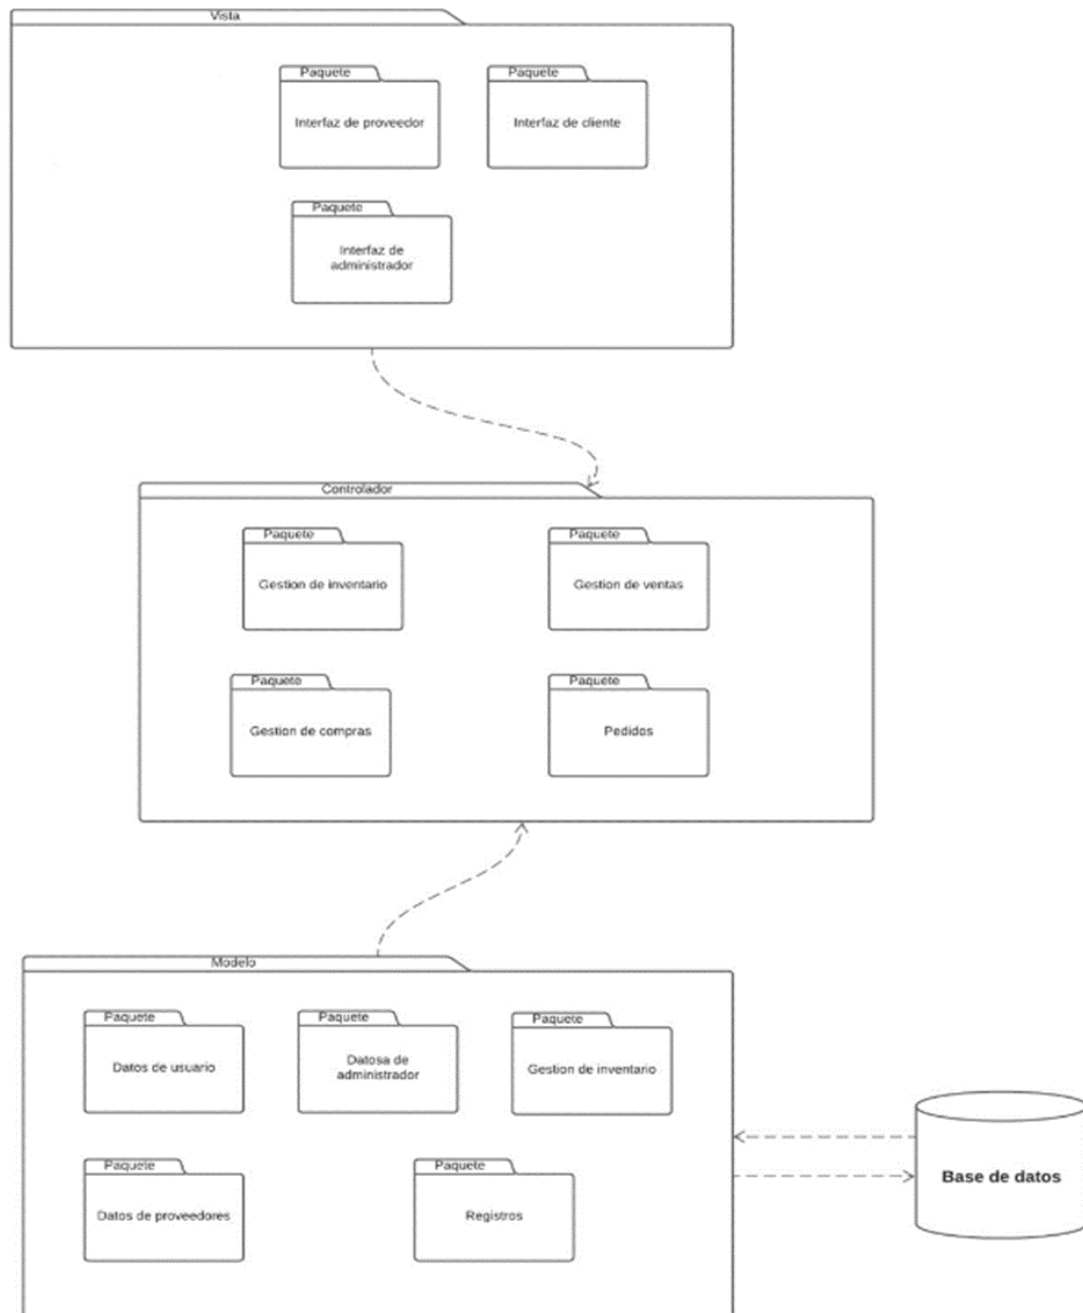 Vista
Paquete
Interfaz de proveedor
Paquete
Interfaz de cliente
Paquete
Interfaz de
administrador
Controlador
Paquete
Gestion de inventario
Paquete
Gestion de ventas
Paquete
Gestion de compras
Paquete
Pedidos
Modelo
Paquete
Datos de usuario
Paquete
Datosa de
administrador
Paquete
Gestion de inventario
Paquete
Datos de proveedores
Paquete
Registros
Base de datos